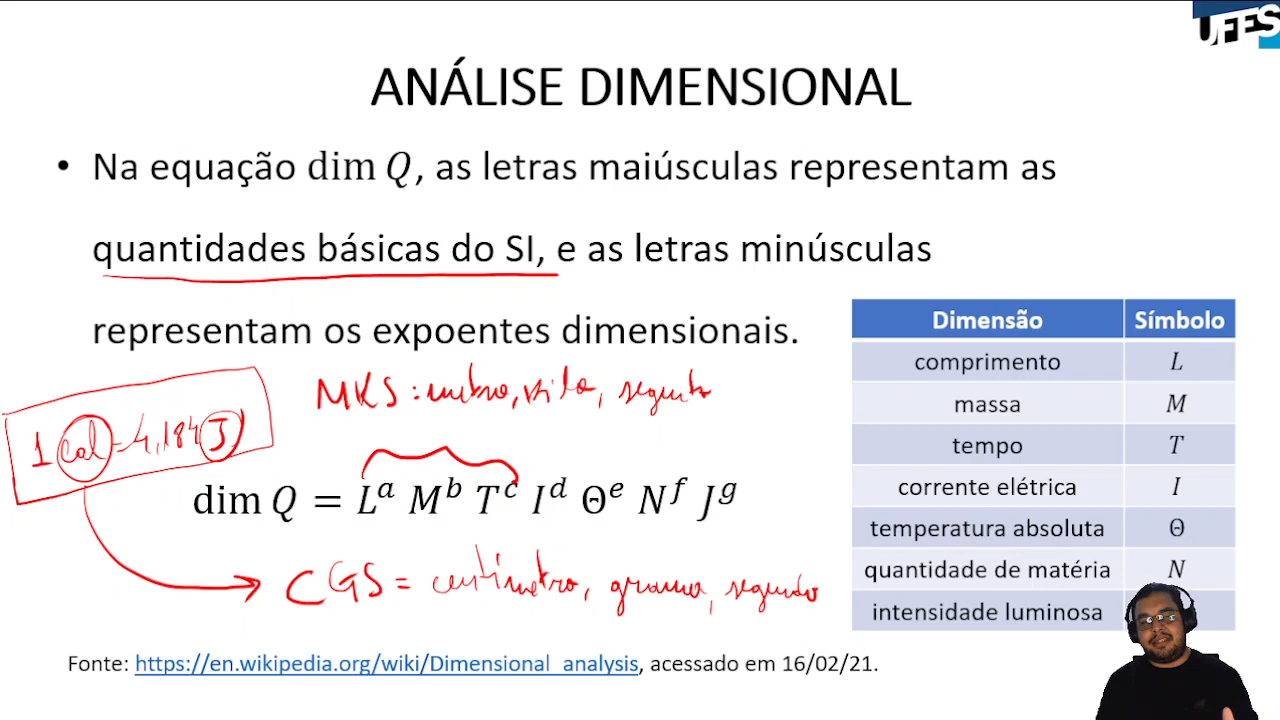 UFES
ANÁLISE DIMENSIONAL
• Na equação dim Q, as letras maiúsculas representam as
quantidades básicas do SI, e as letras minúsculas
representam os expoentes dimensionais.
MKS : metro, kilo, segundo
1 Cal = 4,184 J
dim Q = L^a M^b T^c I^d Θ^e N^f J^g
CGS = centímetro, grama, segundo
Dimensão Símbolo
comprimento L
massa M
tempo T
corrente elétrica I
temperatura absoluta Θ
quantidade de matéria N
intensidade luminosa
Fonte: https://en.wikipedia.org/wiki/Dimensional_analysis, acessado em 16/02/21.